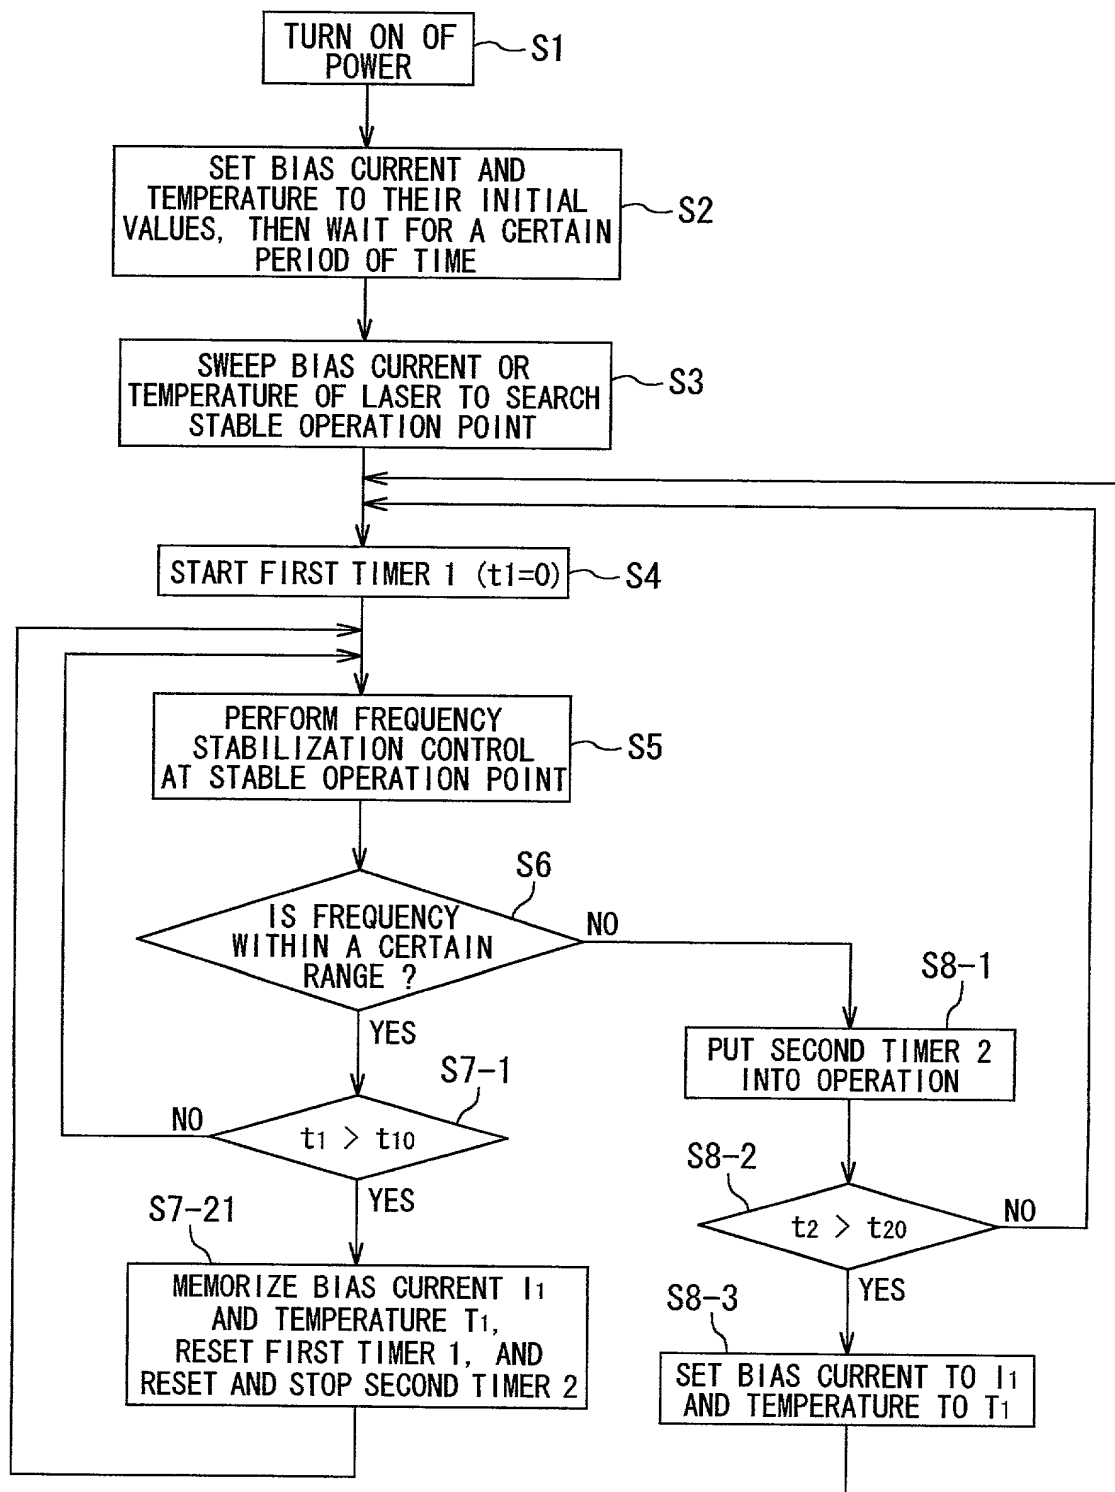 TURN ON OF
POWER
S1
SET BIAS CURRENT AND
TEMPERATURE TO THEIR INITIAL
VALUES, THEN WAIT FOR A CERTAIN
PERIOD OF TIME
S2
SWEEP BIAS CURRENT OR
TEMPERATURE OF LASER TO SEARCH
STABLE OPERATION POINT
S3
START FIRST TIMER 1 (t1=0)
S4
PERFORM FREQUENCY
STABILIZATION CONTROL
AT STABLE OPERATION POINT
S5
S6
IS FREQUENCY
WITHIN A CERTAIN
RANGE ?
NO
YES
S8-1
PUT SECOND TIMER 2
INTO OPERATION
S7-1
NO
t1 > t10
YES
S8-2
t2 > t20
NO
YES
S7-21
MEMORIZE BIAS CURRENT I1
AND TEMPERATURE T1,
RESET FIRST TIMER 1, AND
RESET AND STOP SECOND TIMER 2
S8-3
SET BIAS CURRENT TO I1
AND TEMPERATURE TO T1